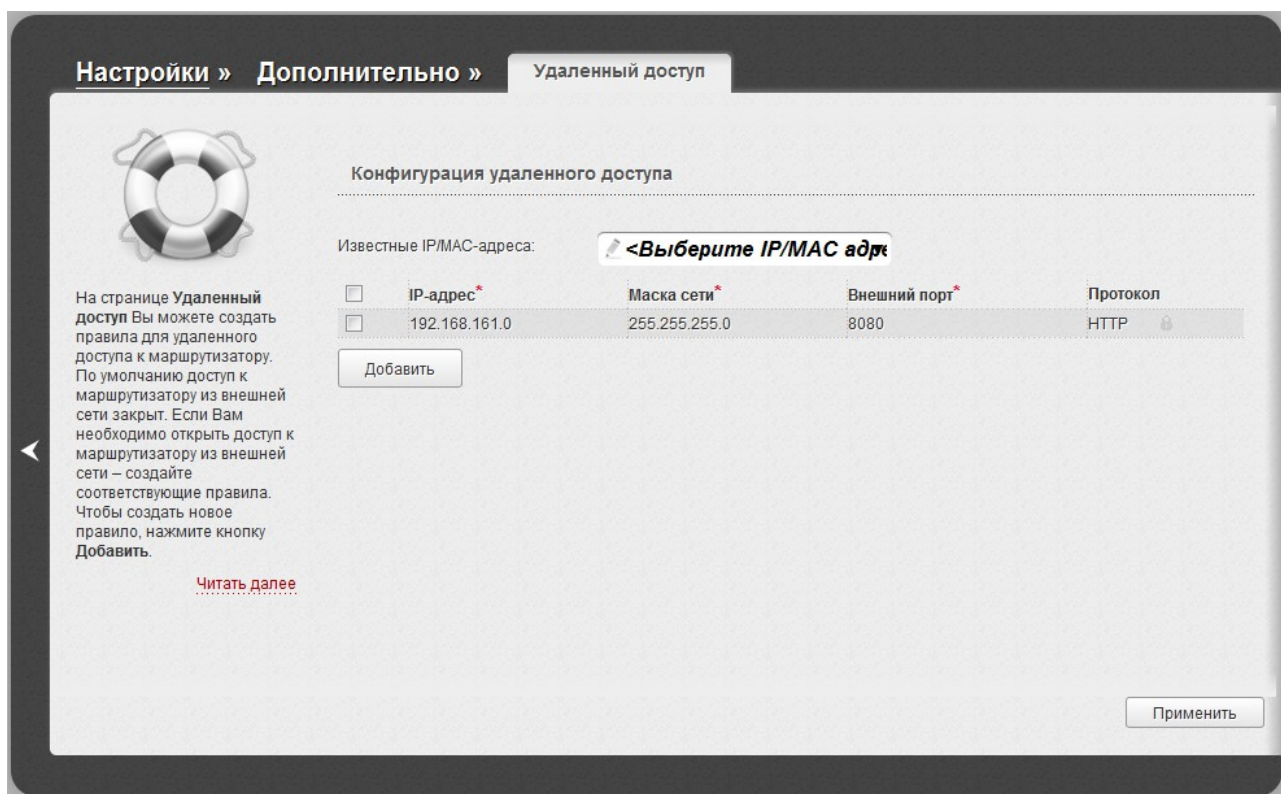 Настройки » Дополнительно » Удаленный доступ
Конфигурация удаленного доступа
Известные IP/MAC-адреса: <Выберите IP/MAC адре
IP-адрес* Маска сети* Внешний порт* Протокол
192.168.161.0 255.255.255.0 8080 HTTP
Добавить
На странице Удаленный
доступ Вы можете создать
правила для удаленного
доступа к маршрутизатору.
По умолчанию доступ к
маршрутизатору из внешней
сети закрыт. Если Вам
необходимо открыть доступ к
маршрутизатору из внешней
сети – создайте
соответствующие правила.
Чтобы создать новое
правило, нажмите кнопку
Добавить.
Читать далее
Применить